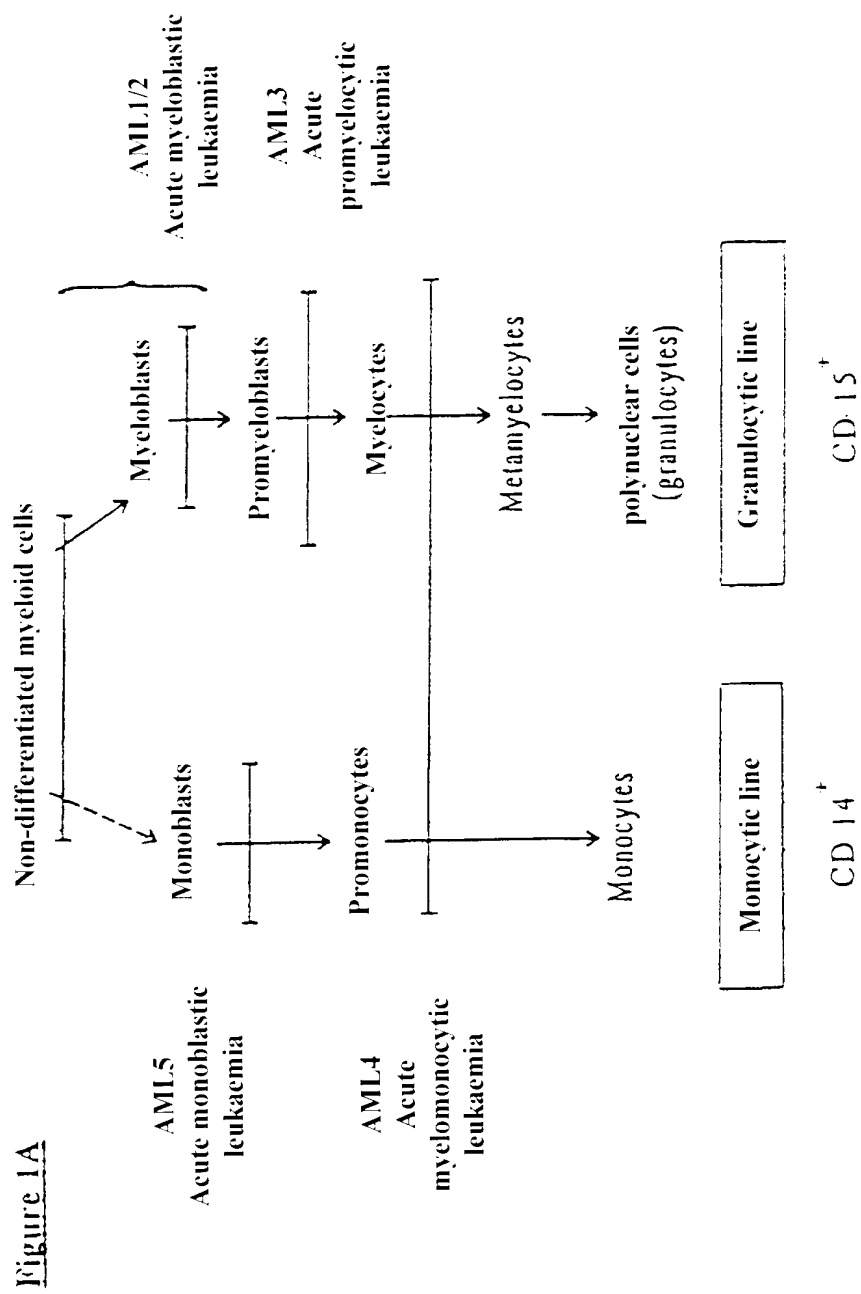 Figure 1A
Non-differentiated myeloid cells
AML5
Acute monoblastic
leukaemia
Monoblasts
Myeloblasts
AML1/2
Acute myeloblastic
leukaemia
Promyeloblasts
AML3
Acute
promyelocytic
leukaemia
AML4
Acute
myelomonocytic
leukaemia
Promonocytes
Myelocytes
Metamyelocytes
Monocytes
polynuclear cells
(granulocytes)
Monocytic line
Granulocytic line
CD 14 +
CD 15 +